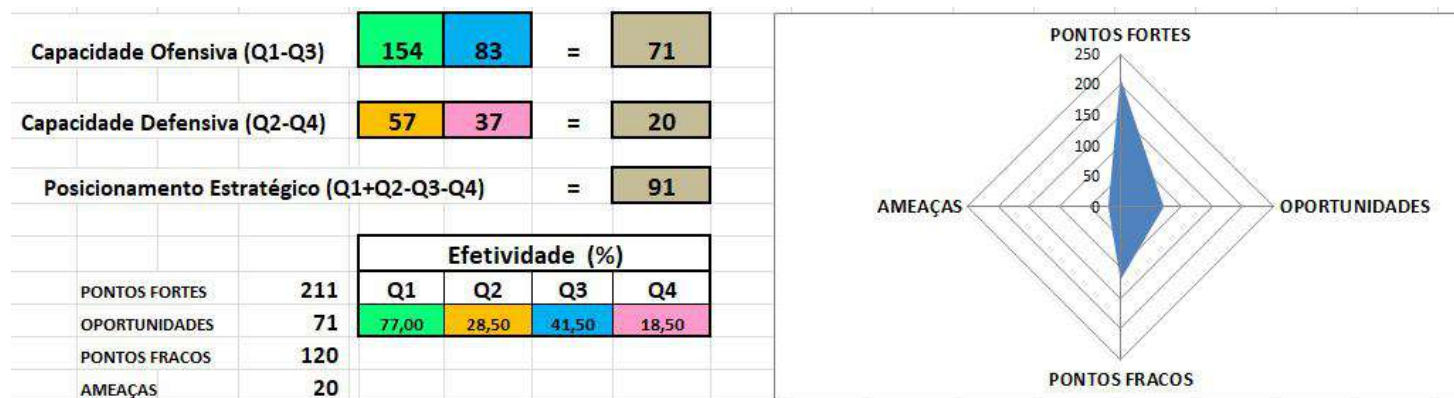 Capacidade Ofensiva (Q1-Q3) 154 83 = 71
Capacidade Defensiva (Q2-Q4) 57 37 = 20
Posicionamento Estratégico (Q1+Q2-Q3-Q4) = 91
Efetividade (%)
PONTOS FORTES 211 Q1 Q2 Q3 Q4
OPORTUNIDADES 71 77,00 28,50 41,50 18,50
PONTOS FRACOS 120
AMEAÇAS 20
PONTOS FORTES
250
200
150
100
50
0
AMEAÇAS
OPORTUNIDADES
PONTOS FRACOS